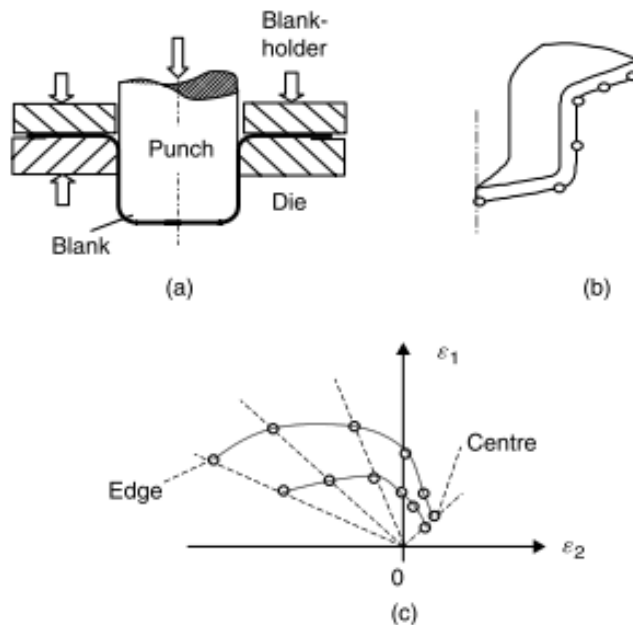 Blank-
holder
Punch
Die
Blank
(a)
(b)
ε₁
Centre
Edge
ε₂
0
(c)